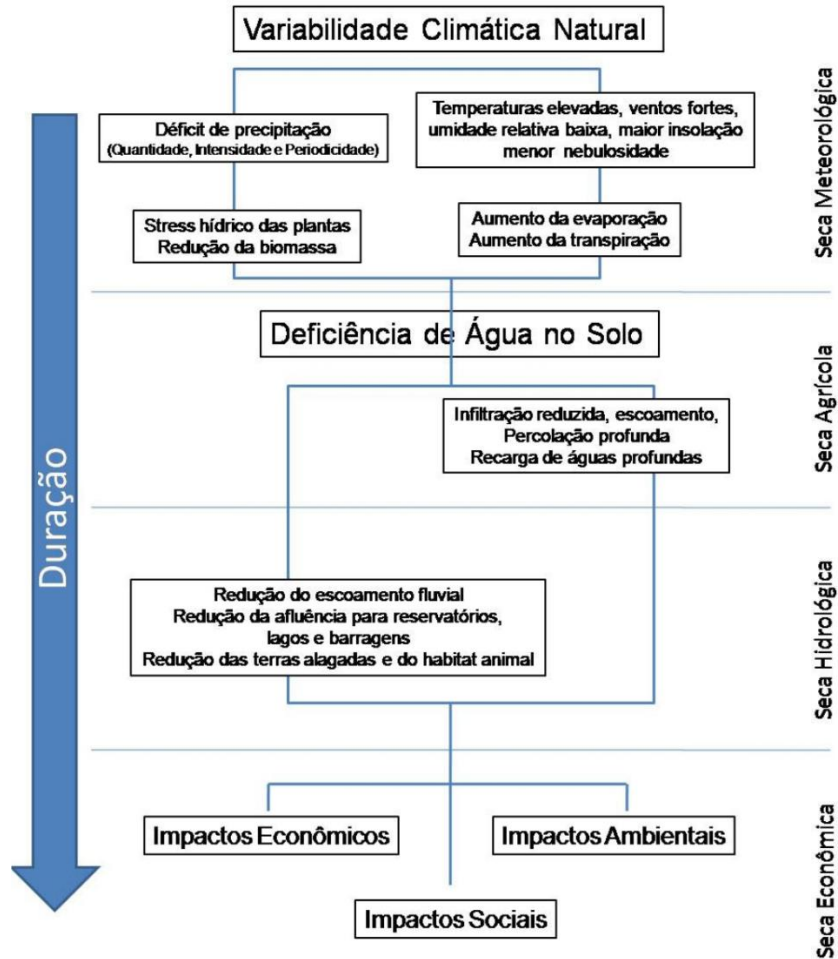 Variabilidade Climática Natural
Déficit de precipitação
(Quantidade, Intensidade e Periodicidade)
Temperaturas elevadas, ventos fortes,
umidade relativa baixa, maior insolação
menor nebulosidade
Stress hídrico das plantas
Redução da biomassa
Aumento da evaporação
Aumento da transpiração
Seca Meteorológica
Deficiência de Água no Solo
Infiltração reduzida, escoamento,
Percolação profunda
Recarga de águas profundas
Seca Agrícola
Duração
Redução do escoamento fluvial
Redução da afluência para reservatórios,
lagos e barragens
Redução das terras alagadas e do habitat animal
Seca Hidrológica
Impactos Econômicos
Impactos Ambientais
Impactos Sociais
Seca Econômica